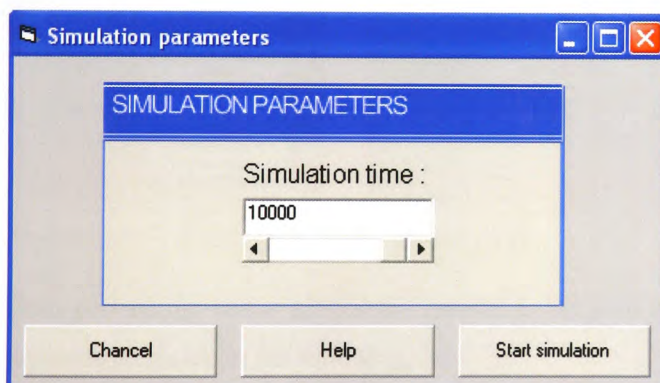 Simulation parameters
SIMULATION PARAMETERS
Simulation time :
10000
Chancel
Help
Start simulation